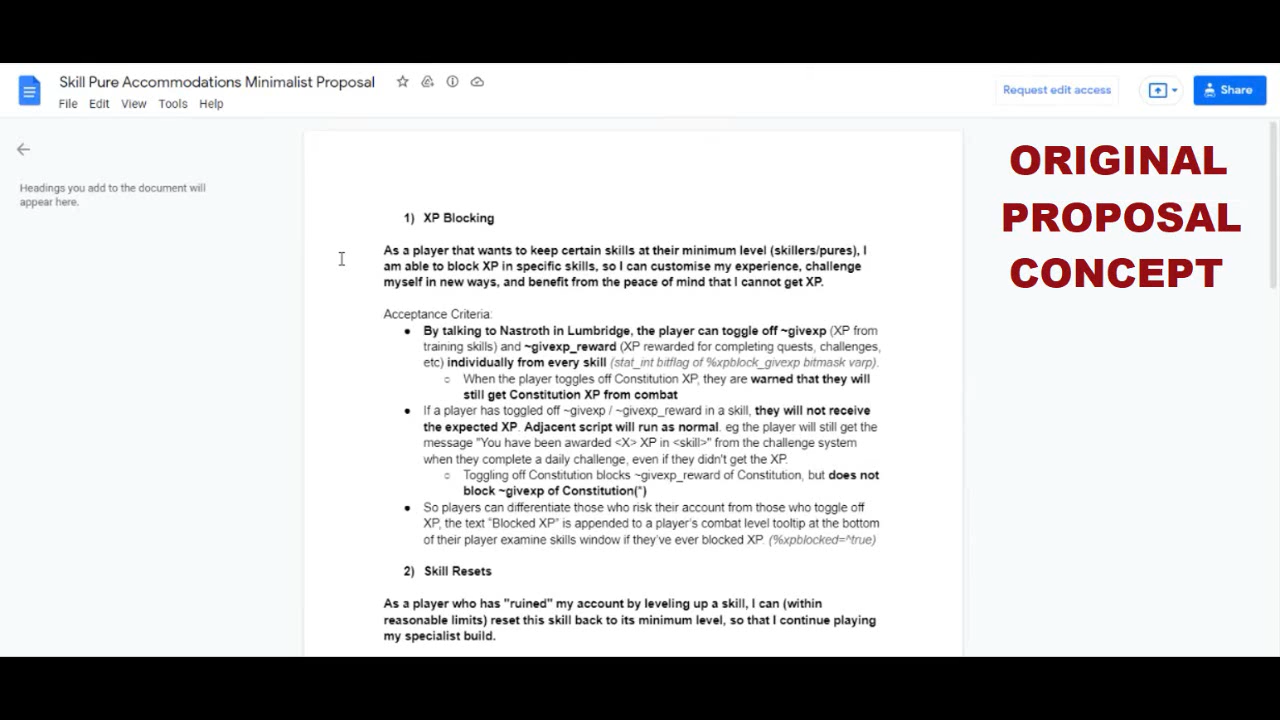 Skill Pure Accommodations Minimalist Proposal
File Edit View Tools Help
Request edit access
Share
Headings you add to the document will
appear here.
ORIGINAL
PROPOSAL
CONCEPT
1) XP Blocking
As a player that wants to keep certain skills at their minimum level (skillers/pures), I
am able to block XP in specific skills, so I can customise my experience, challenge
myself in new ways, and benefit from the peace of mind that I cannot get XP.
Acceptance Criteria:
● By talking to Nastroth in Lumbridge, the player can toggle off ~givexp (XP from
training skills) and ~givexp_reward (XP rewarded for completing quests, challenges,
etc) individually from every skill (stat_int bitflag of %xpblock_givexp bitmask varp).
○ When the player toggles off Constitution XP, they are warned that they will
still get Constitution XP from combat
● If a player has toggled off ~givexp / ~givexp_reward in a skill, they will not receive
the expected XP. Adjacent script will run as normal. eg the player will still get the
message "You have been awarded <X> XP in <skill>" from the challenge system
when they complete a daily challenge, even if they didn't get the XP.
○ Toggling off Constitution blocks ~givexp_reward of Constitution, but does not
block ~givexp of Constitution(*)
● So players can differentiate those who risk their account from those who toggle off
XP, the text "Blocked XP" is appended to a player's combat level tooltip at the bottom
of their player examine skills window if they've ever blocked XP. (%xpblocked=^true)
2) Skill Resets
As a player who has "ruined" my account by leveling up a skill, I can (within
reasonable limits) reset this skill back to its minimum level, so that I continue playing
my specialist build.